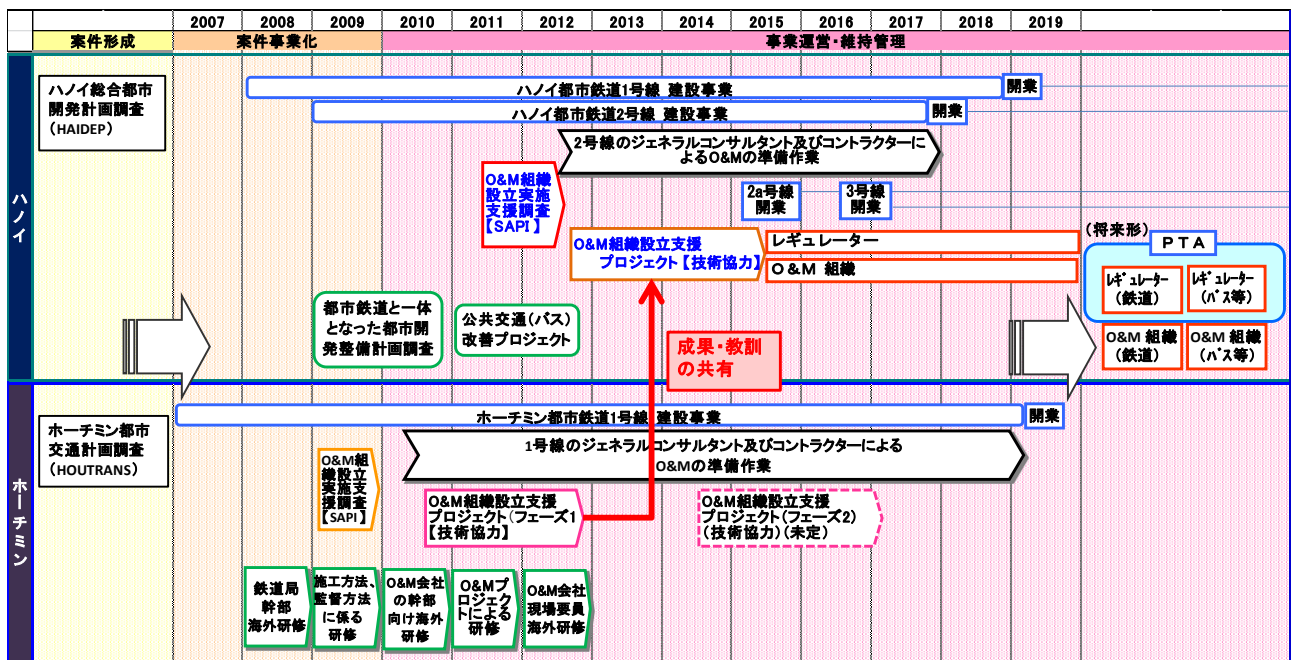 2007 2008 2009 2010 2011 2012 2013 2014 2015 2016 2017 2018 2019
案件形成 案件事業化 事業運営・維持管理
ハノイ
ハノイ総合都市
開発計画調査
(HAIDEP)
ハノイ都市鉄道1号線 建設事業
開業
ハノイ都市鉄道2号線 建設事業
開業
2号線のジェネラルコンサルタント及びコントラクターに
よるO&Mの準備作業
O&M組織
設立実施
支援調査
【SAPI】
2a号線
開業
3号線
開業
O&M組織設立支援
プロジェクト【技術協力】
レギュレーター
O&M 組織
(将来形)
PTA
レギュレーター
(鉄道)
レギュレーター
(バス等)
O&M 組織
(鉄道)
O&M 組織
(バス等)
都市鉄道と一体
となった都市開
発整備計画調査
公共交通(バス)
改善プロジェクト
成果・教訓
の共有
ホーチミン
ホーチミン都市
交通計画調査
(HOUTRANS)
ホーチミン都市鉄道1号線 建設事業
開業
1号線のジェネラルコンサルタント及びコントラクターによる
O&Mの準備作業
O&M組
織設立
実施支
援調査
【SAPI】
O&M組織設立支援
プロジェクト(フェーズ1
【技術協力】
O&M組織設立支援
プロジェクト(フェーズ2)
(技術協力)(未定)
鉄道局
幹部
海外研修
施工方法、
監督方法
に係る
研修
O&M会社
の幹部
向け海外
研修
O&Mプ
ロジェク
トによる
研修
O&M会社
現場要員
海外研修